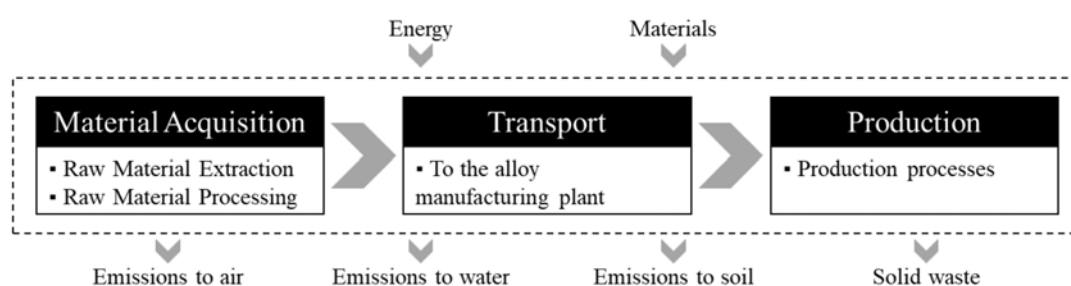 Energy
Materials
Material Acquisition
▪ Raw Material Extraction
▪ Raw Material Processing
Transport
▪ To the alloy
manufacturing plant
Production
▪ Production processes
Emissions to air
Emissions to water
Emissions to soil
Solid waste